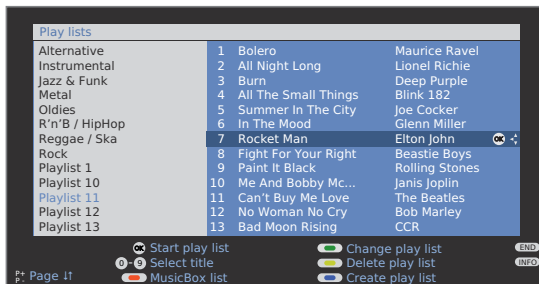 Play lists
Alternative 1 Bolero Maurice Ravel
Instrumental 2 All Night Long Lionel Richie
Jazz & Funk 3 Burn Deep Purple
Metal 4 All The Small Things Blink 182
Oldies 5 Summer In The City Joe Cocker
R'n'B / HipHop 6 In The Mood Glenn Miller
Reggae / Ska 7 Rocket Man Elton John OK
Rock 8 Fight For Your Right Beastie Boys
Playlist 1 9 Paint It Black Rolling Stones
Playlist 10 10 Me And Bobby Mc... Janis Joplin
Playlist 11 11 Can't Buy Me Love The Beatles
Playlist 12 12 No Woman No Cry Bob Marley
Playlist 13 13 Bad Moon Rising CCR
OK Start play list Change play list END
0-9 Select title Delete play list INFO
P+ P- Page ↓↑ MusicBox list Create play list